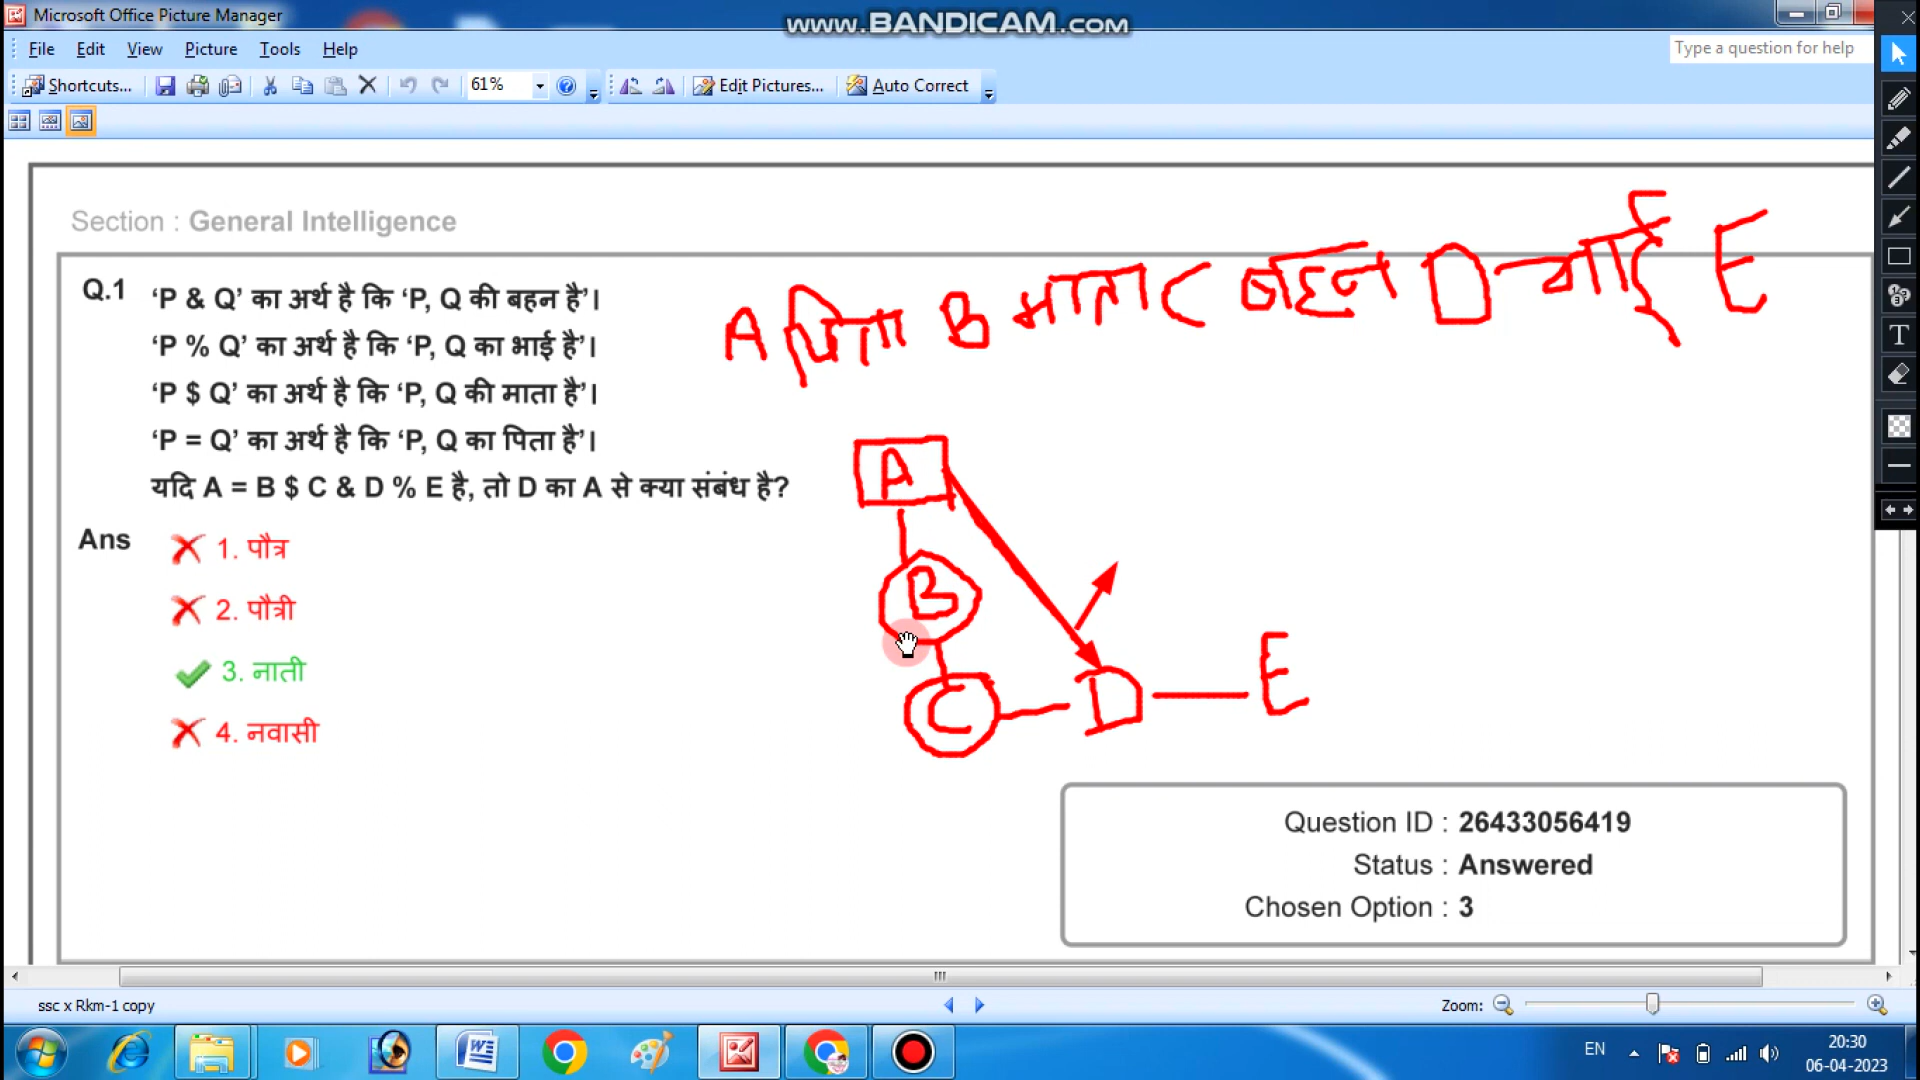 Microsoft Office Picture Manager
www.BANDICAM.com
File Edit View Picture Tools Help
Type a question for help
Shortcuts... 61% Edit Pictures... Auto Correct
Section : General Intelligence
A पिता B माता C बहन D भाई E
Q.1 ‘P & Q’ का अर्थ है कि ‘P, Q की बहन है’।
‘P % Q’ का अर्थ है कि ‘P, Q का भाई है’।
‘P $ Q’ का अर्थ है कि ‘P, Q की माता है’।
‘P = Q’ का अर्थ है कि ‘P, Q का पिता है’।
यदि A = B $ C & D % E है, तो D का A से क्या संबंध है?
Ans 1. पौत्र
2. पौत्री
3. नाती
4. नवासी
A
B
C D E
Question ID : 26433056419
Status : Answered
Chosen Option : 3
ssc x Rkm-1 copy
Zoom:
EN
20:30
06-04-2023